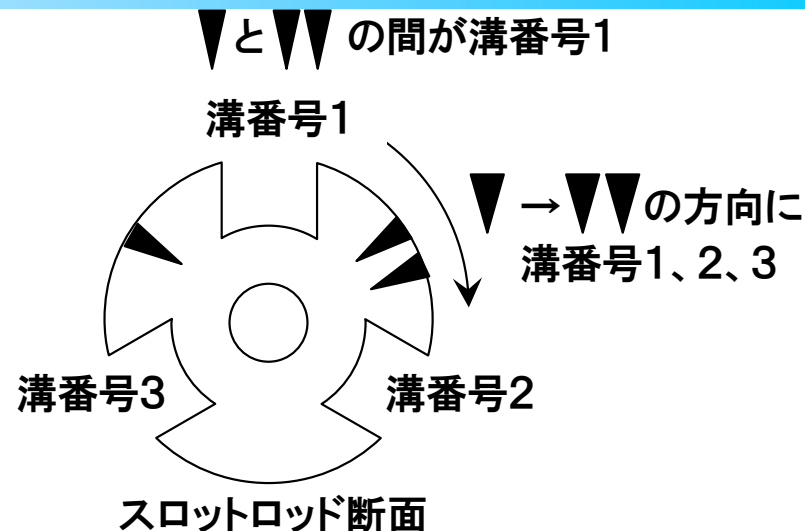 ▼と▼▼ の間が溝番号1
溝番号1
▼ →▼▼の方向に
溝番号1、2、3
溝番号3
溝番号2
スロットロッド断面